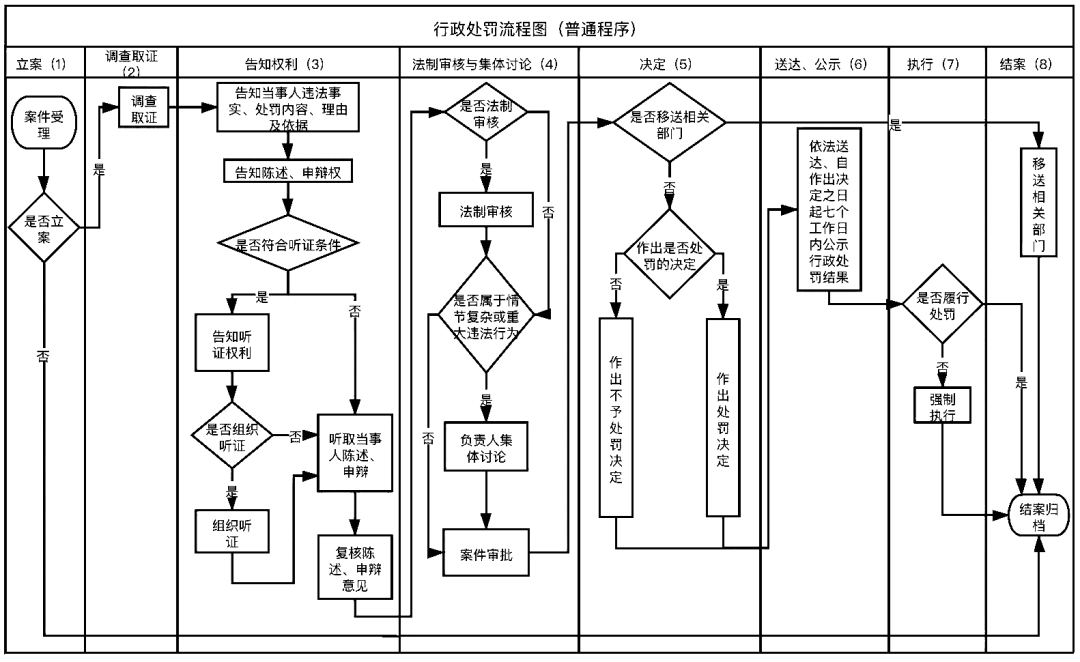 行政处罚流程图（普通程序）
立案（1）
调查取证
（2）
告知权利（3）
法制审核与集体讨论（4）
决定（5）
送达、公示（6）
执行（7）
结案（8）
案件受
理
是否立
案
是
否
调查
取证
告知当事人违法事
实、处罚内容、理由
及依据
告知陈述、申辩权
是否符合听证条件
是
否
告知听
证权利
是否组织
听证
否
是
组织听
证
听取当事
人陈述、
申辩
复核陈
述、申辩
意见
是否法制
审核
是
否
法制审核
是否属于情
节复杂或重
大违法行为
是
否
负责人集
体讨论
案件审批
是否移送相关
部门
是
否
作出是否处
罚的决定
否
是
作出不予处罚决定
作出处罚决定
依法送
达、自
作出决
定之日
起七个
工作日
内公示
行政处
罚结果
是否履行
处罚
否
是
强制
执行
移送相关部门
结案归
档